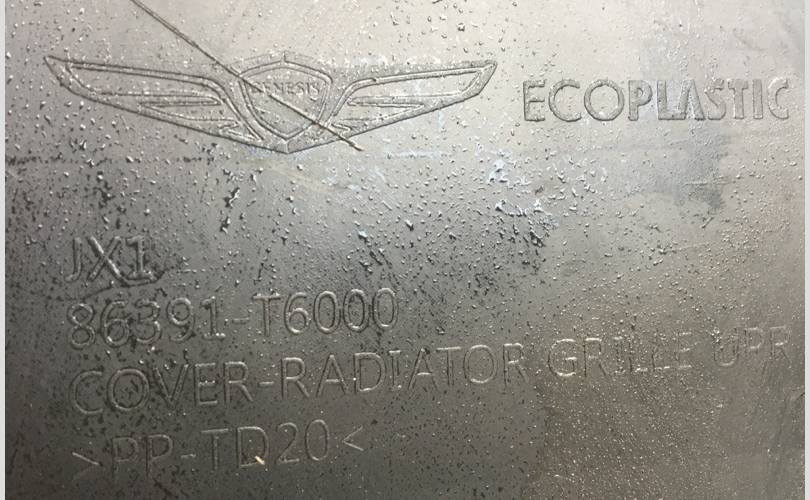 GENESIS
ECOPLASTIC
JX1
86391-T6000
COVER-RADIATOR GRILLE UPR
>PP-TD20<